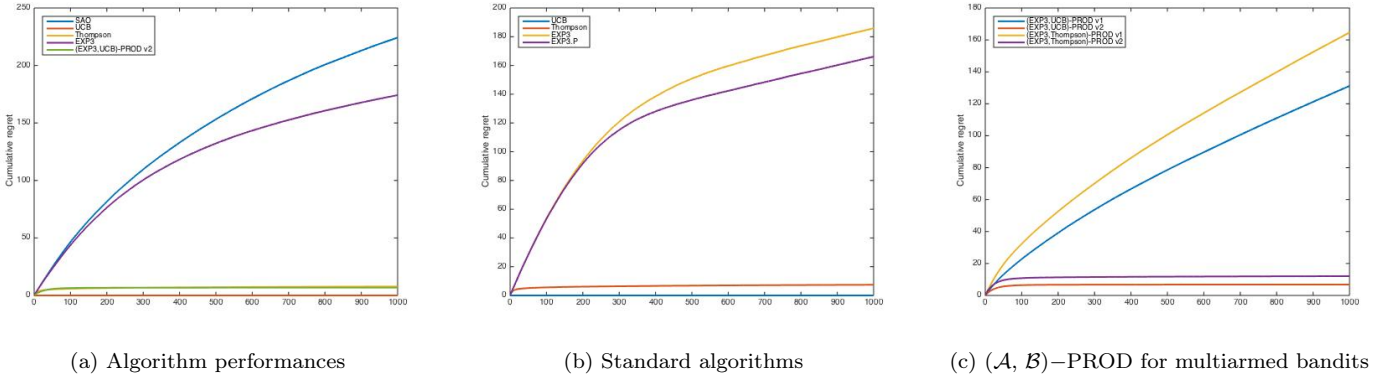 SAO
UCB
Thompson
EXP3
(EXP3,UCB)-PROD v2
250
200
150
100
50
0
Cumulative regret
0 100 200 300 400 500 600 700 800 900 1000
(a) Algorithm performances
UCB
Thompson
EXP3
EXP3.P
200
180
160
140
120
100
80
60
40
20
0
Cumulative regret
0 100 200 300 400 500 600 700 800 900 1000
(b) Standard algorithms
(EXP3,UCB)-PROD v1
(EXP3,UCB)-PROD v2
(EXP3,Thompson)-PROD v1
(EXP3,Thompson)-PROD v2
180
160
140
120
100
80
60
40
20
0
Cumulative regret
0 100 200 300 400 500 600 700 800 900 1000
(c) (𝒜, ℬ)−PROD for multiarmed bandits